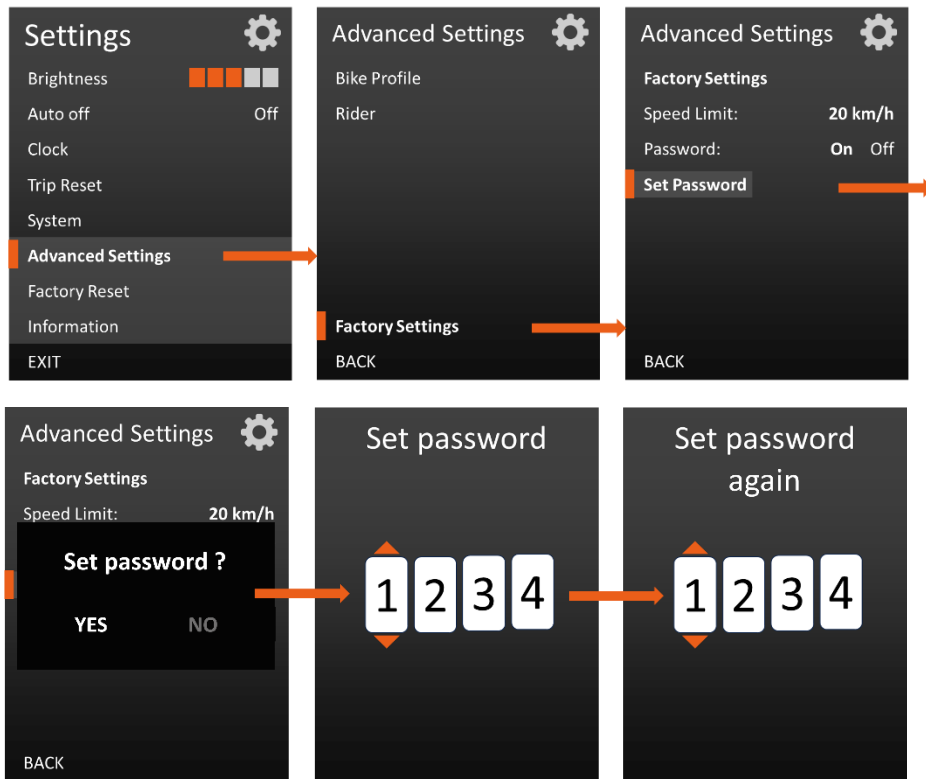 Settings
Brightness
Auto off Off
Clock
Trip Reset
System
Advanced Settings
Factory Reset
Information
EXIT
Advanced Settings
Bike Profile
Rider
Factory Settings
BACK
Advanced Settings
Factory Settings
Speed Limit: 20 km/h
Password: On Off
Set Password
BACK
Advanced Settings
Factory Settings
Speed Limit: 20 km/h
Set password ?
YES NO
BACK
Set password
1 2 3 4
Set password
again
1 2 3 4